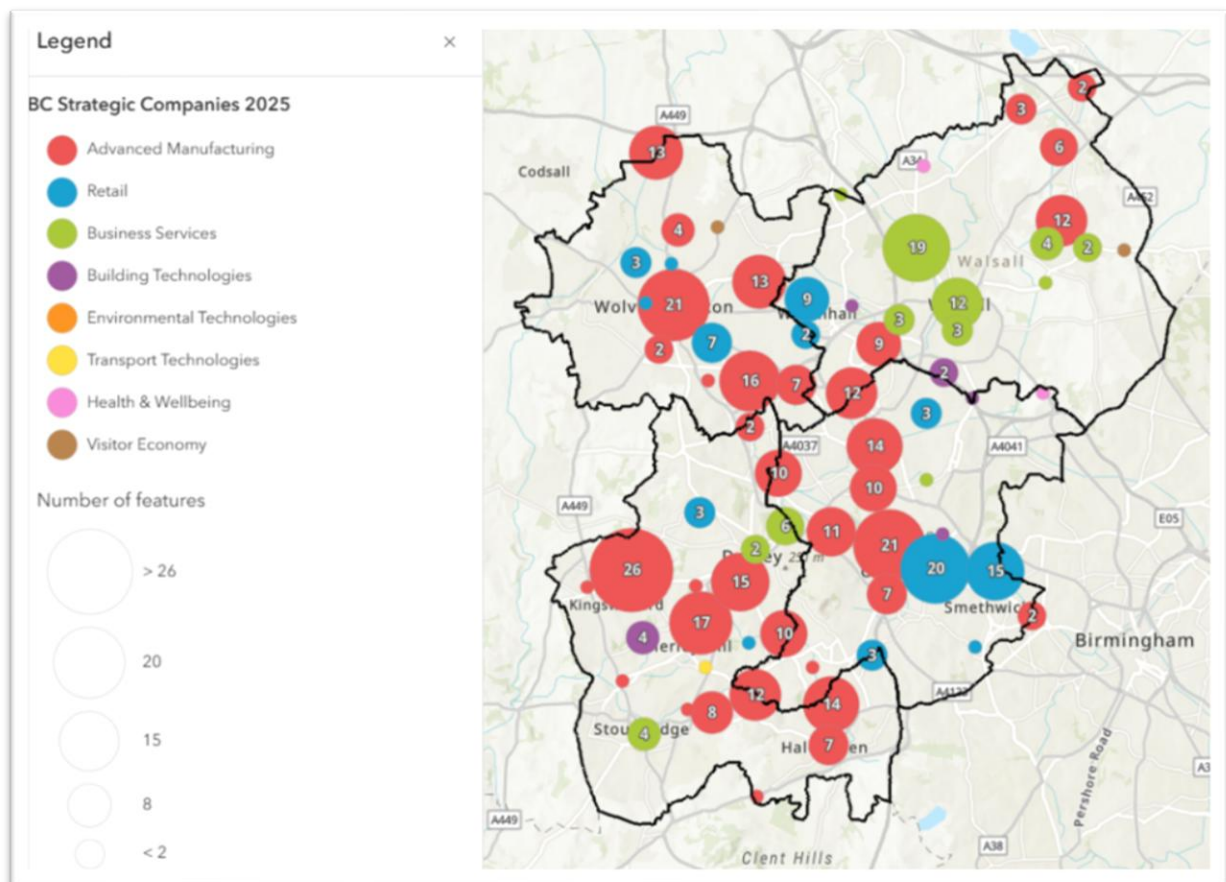 Legend ×
BC Strategic Companies 2025
Advanced Manufacturing
Retail
Business Services
Building Technologies
Environmental Technologies
Transport Technologies
Health & Wellbeing
Visitor Economy
Number of features
> 26
20
15
8
< 2
2
3
A449
13
6
A34
Codsall
A452
12
4
19
4
2
3
Walsall
13
9
12
21
3
3
2
9
7
2
2
16
7
12
3
2
A4037
14
A4041
10
10
A449
3
E05
6
11
2
21
26
15
20
15
7
Smethwic
2
17
4
10
Birmingham
3
12
14
8
4
7
Pershore Road
A449
A38
Clent Hills